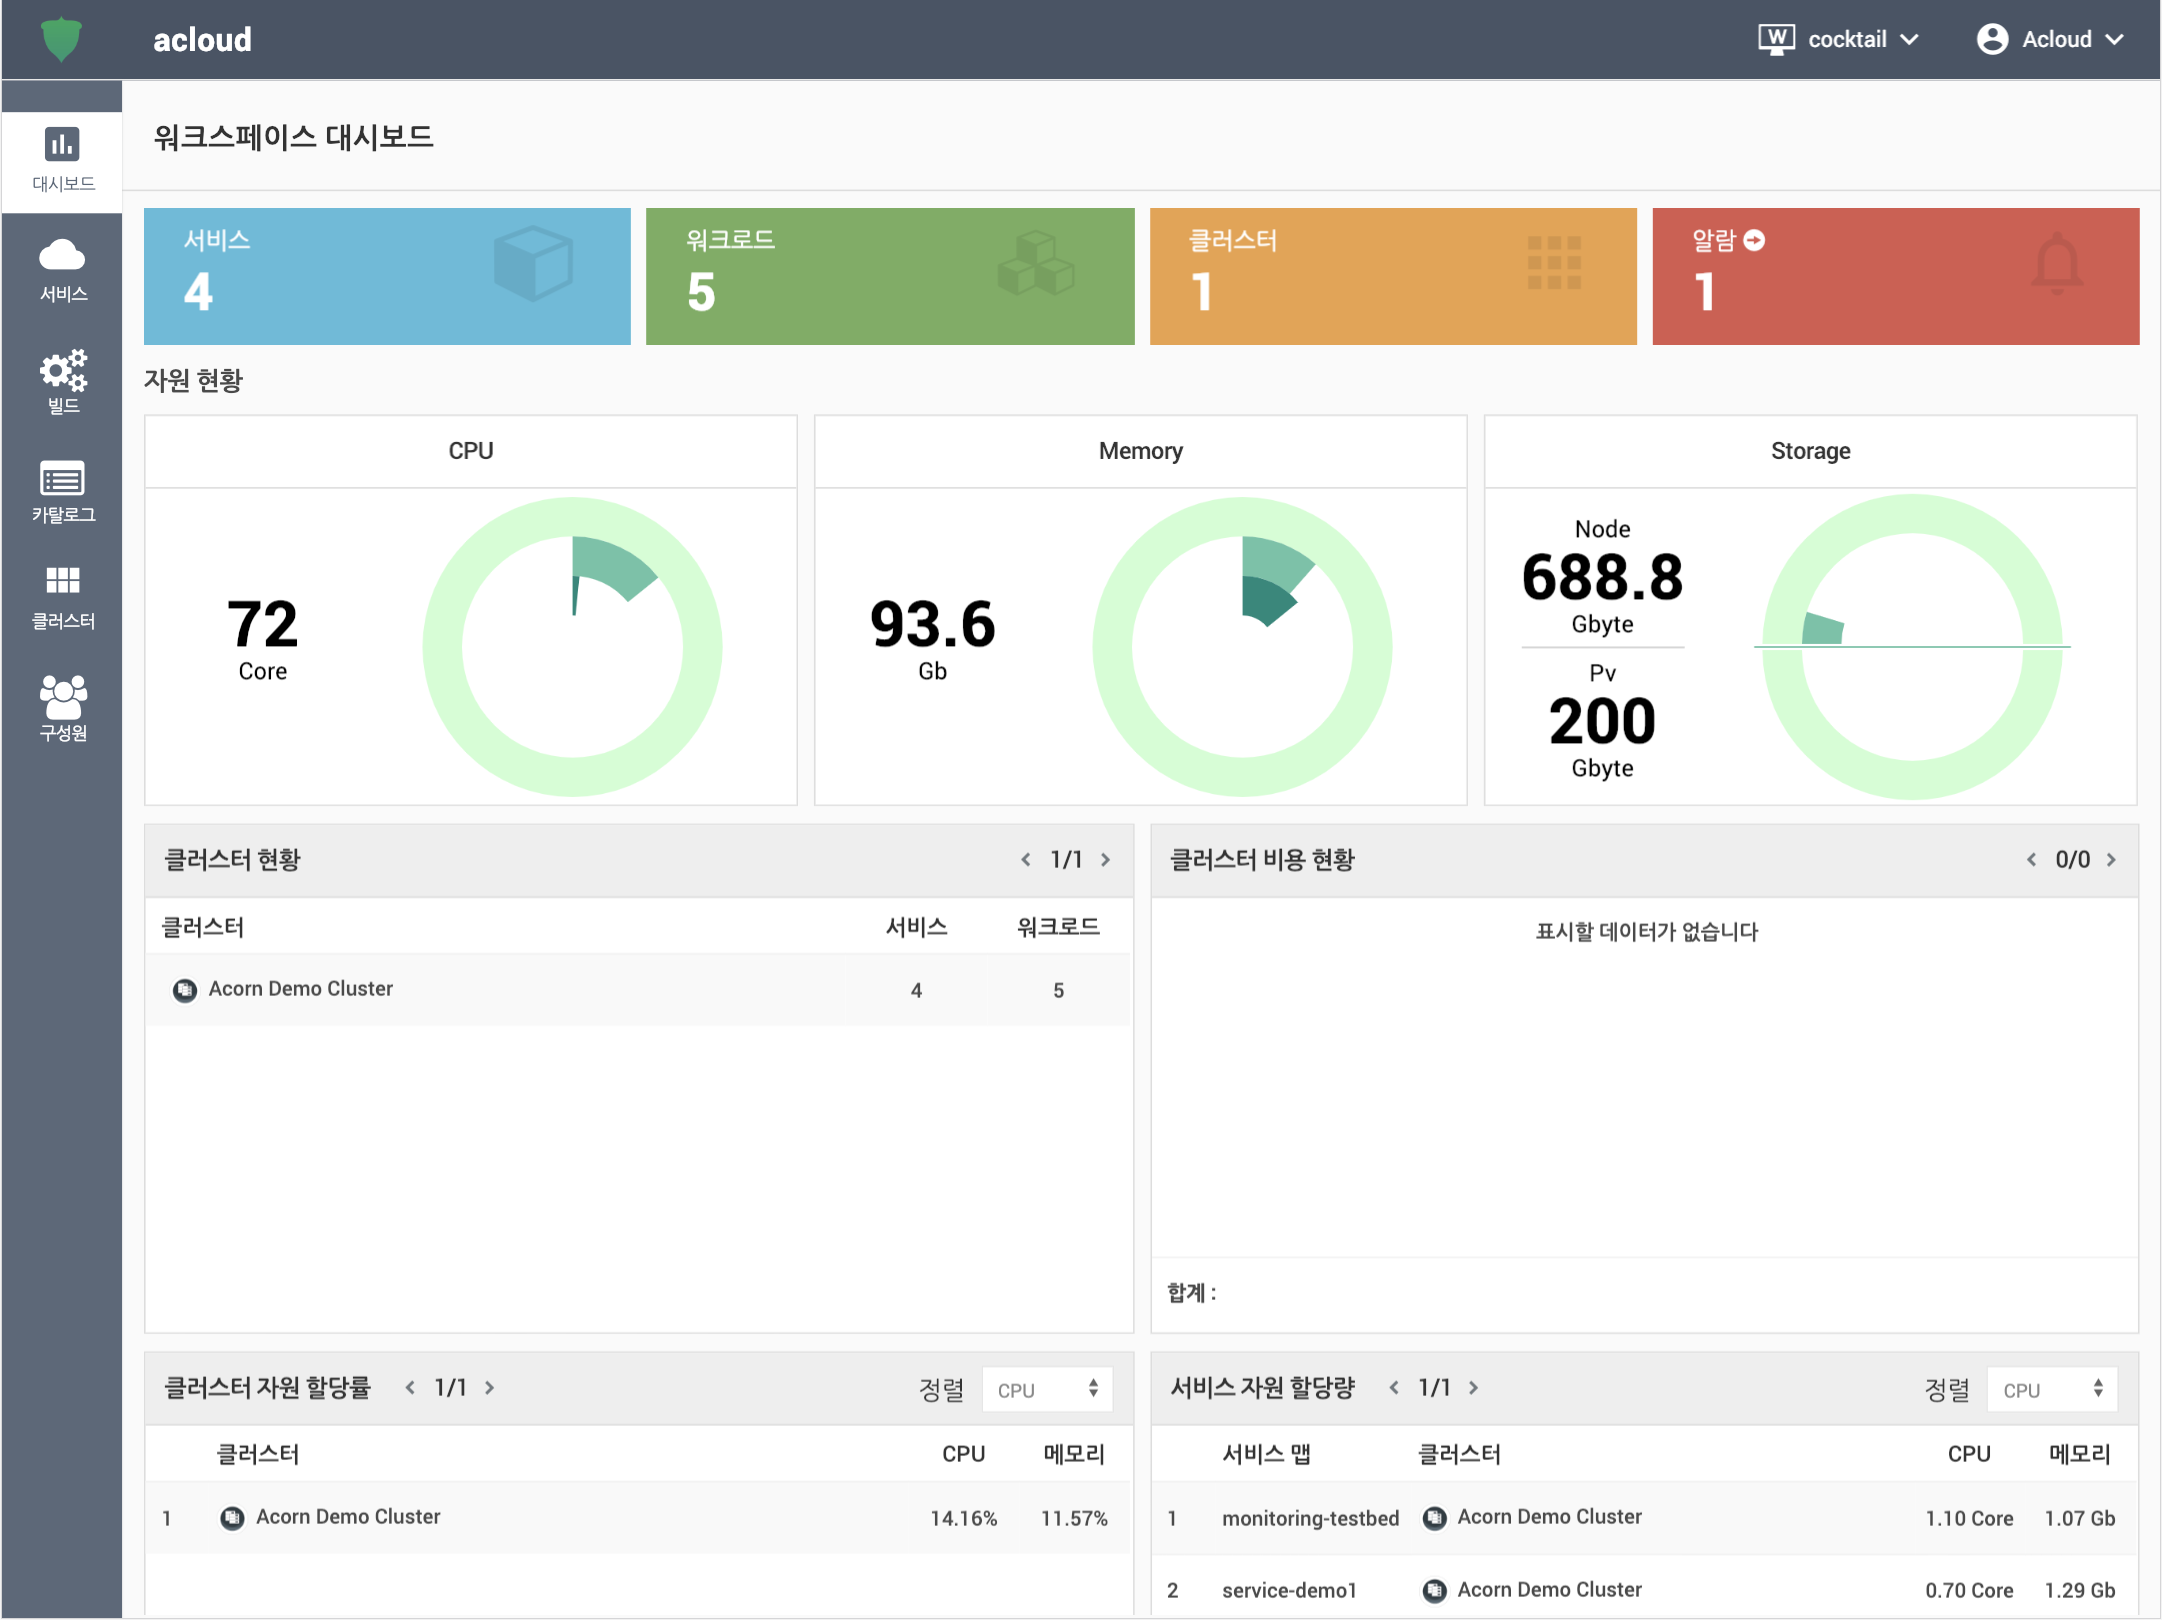 acloud
W cocktail
Acloud
대시보드
서비스
빌드
카탈로그
클러스터
구성원
워크스페이스 대시보드
서비스
4
워크로드
5
클러스터
1
알람
1
자원 현황
CPU
72
Core
Memory
93.6
Gb
Storage
Node
688.8
Gbyte
Pv
200
Gbyte
클러스터 현황 1/1
클러스터 서비스 워크로드
Acorn Demo Cluster 4 5
클러스터 비용 현황 0/0
표시할 데이터가 없습니다
합계 :
클러스터 자원 할당률 1/1 정렬 CPU
클러스터 CPU 메모리
1 Acorn Demo Cluster 14.16% 11.57%
서비스 자원 할당량 1/1 정렬 CPU
서비스 맵 클러스터 CPU 메모리
1 monitoring-testbed Acorn Demo Cluster 1.10 Core 1.07 Gb
2 service-demo1 Acorn Demo Cluster 0.70 Core 1.29 Gb